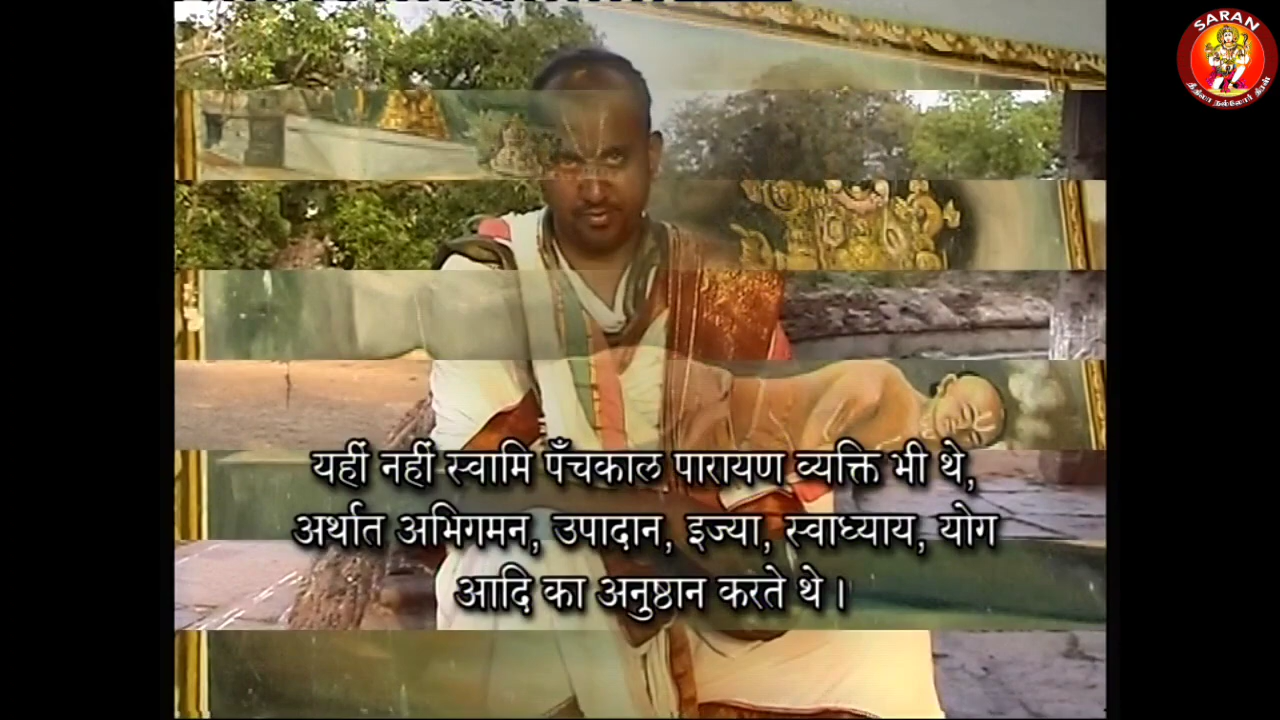 SARAN
यहीं नहीं स्वामि पँचकाल पारायण व्यक्ति भी थे,
अर्थात अभिगमन, उपादान, इज्या, स्वाध्याय, योग
आदि का अनुष्ठान करते थे ।